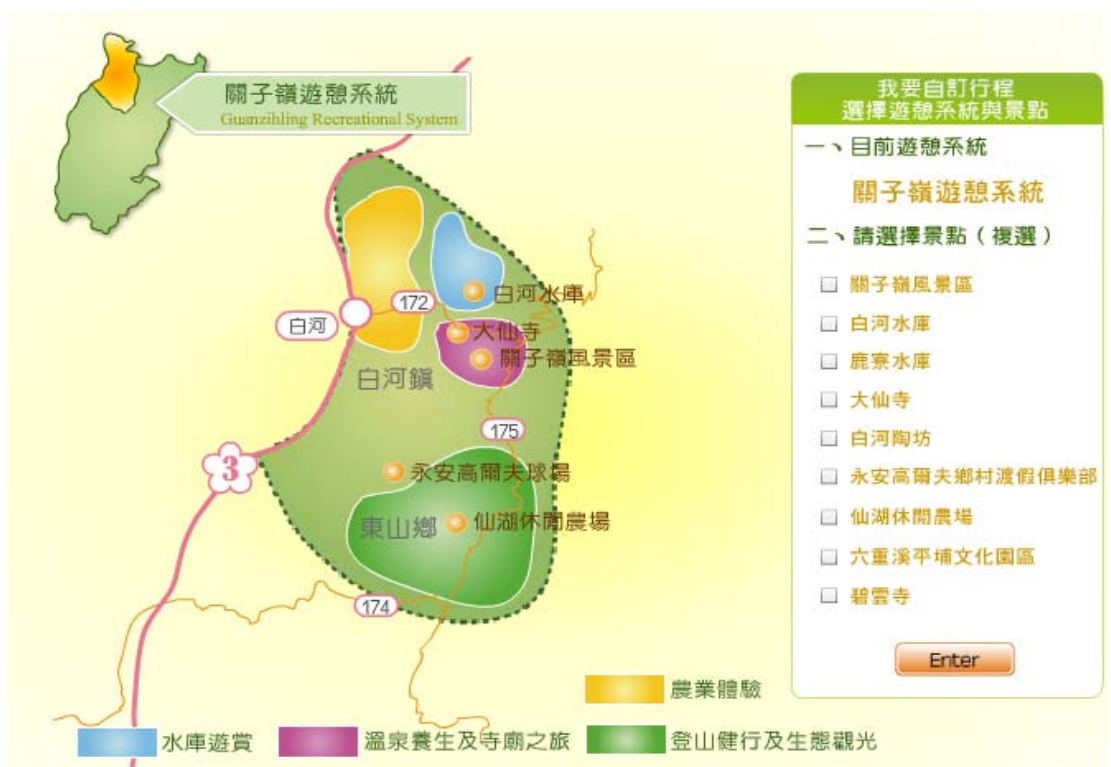 關子嶺遊憩系統
Guanzihling Recreational System
白河水庫
172
白河
大仙寺
關子嶺風景區
白河鎮
175
3
永安高爾夫球場
仙湖休閒農場
東山鄉
174
農業體驗
水庫遊賞
溫泉養生及寺廟之旅
登山健行及生態觀光
我要自訂行程
選擇遊憩系統與景點
一、目前遊憩系統
關子嶺遊憩系統
二、請選擇景點（複選）
關子嶺風景區
白河水庫
鹿寮水庫
大仙寺
白河陶坊
永安高爾夫鄉村渡假俱樂部
仙湖休閒農場
六重溪平埔文化園區
碧雲寺
Enter